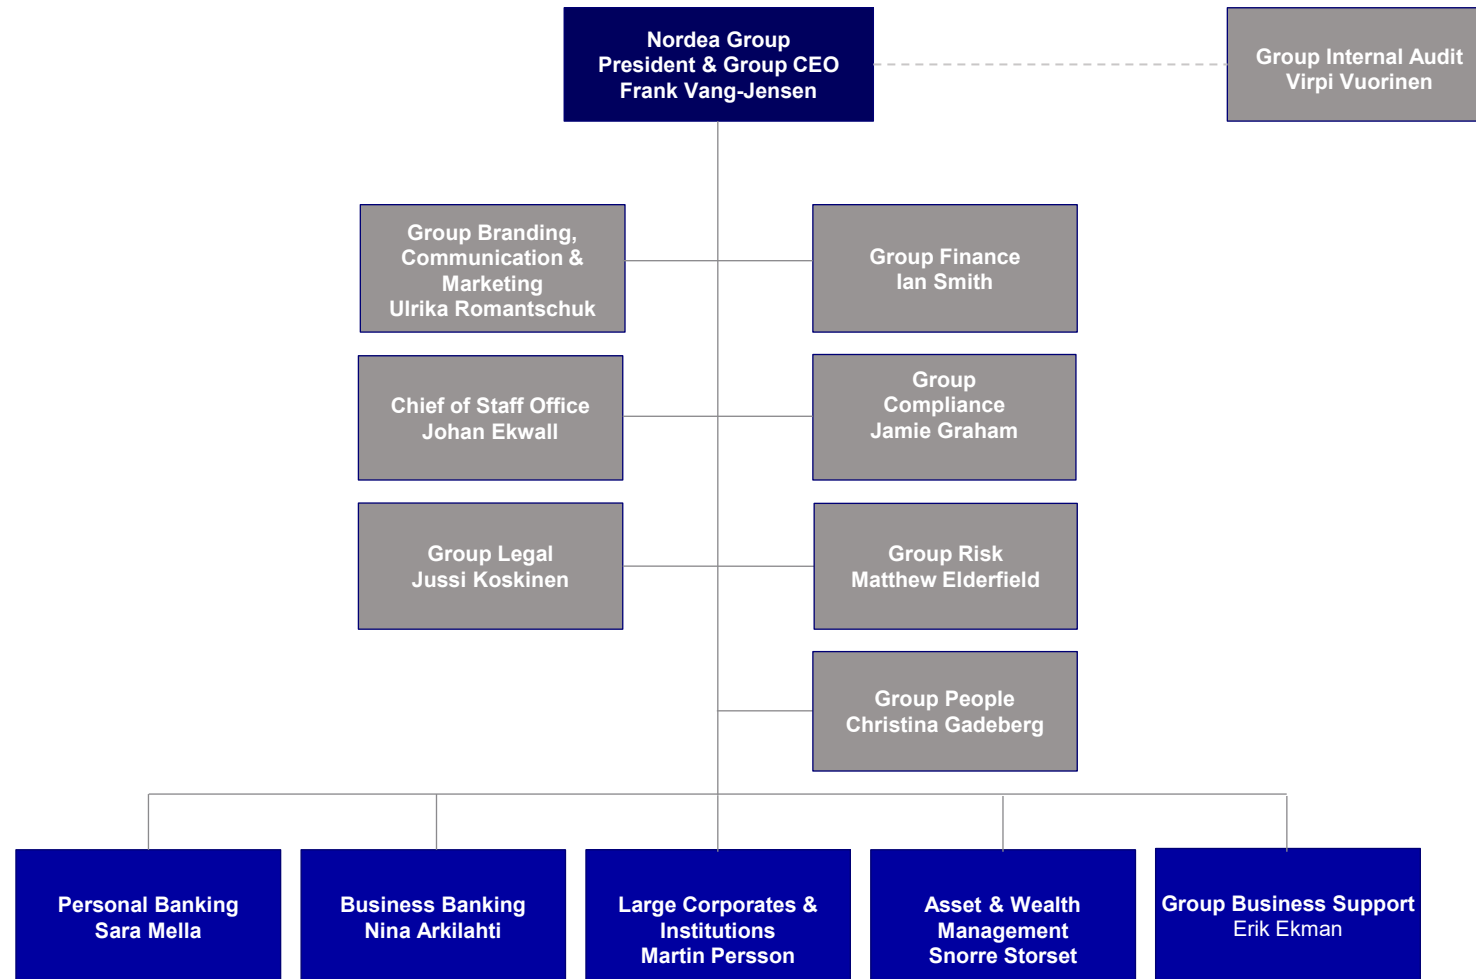 Nordea Group
President & Group CEO
Frank Vang-Jensen
Group Internal Audit
Virpi Vuorinen
Group Branding,
Communication &
Marketing
Ulrika Romantschuk
Group Finance
Ian Smith
Chief of Staff Office
Johan Ekwall
Group
Compliance
Jamie Graham
Group Legal
Jussi Koskinen
Group Risk
Matthew Elderfield
Group People
Christina Gadeberg
Personal Banking
Sara Mella
Business Banking
Nina Arkilahti
Large Corporates &
Institutions
Martin Persson
Asset & Wealth
Management
Snorre Storset
Group Business Support
Erik Ekman